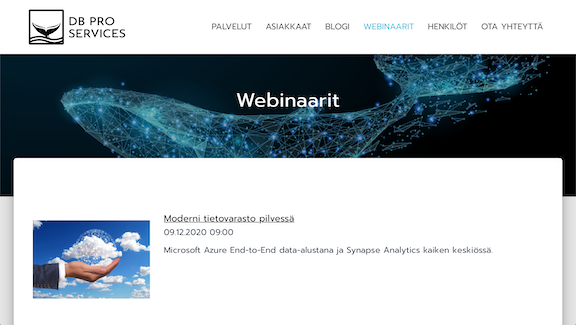 DB PRO
SERVICES
PALVELUT ASIAKKAAT BLOGI WEBINAARIT HENKILÖT OTA YHTEYTTÄ
Webinaarit
Moderni tietovarasto pilvessä
09.12.2020 09:00
Microsoft Azure End-to-End data-alustana ja Synapse Analytics kaiken keskiössä.